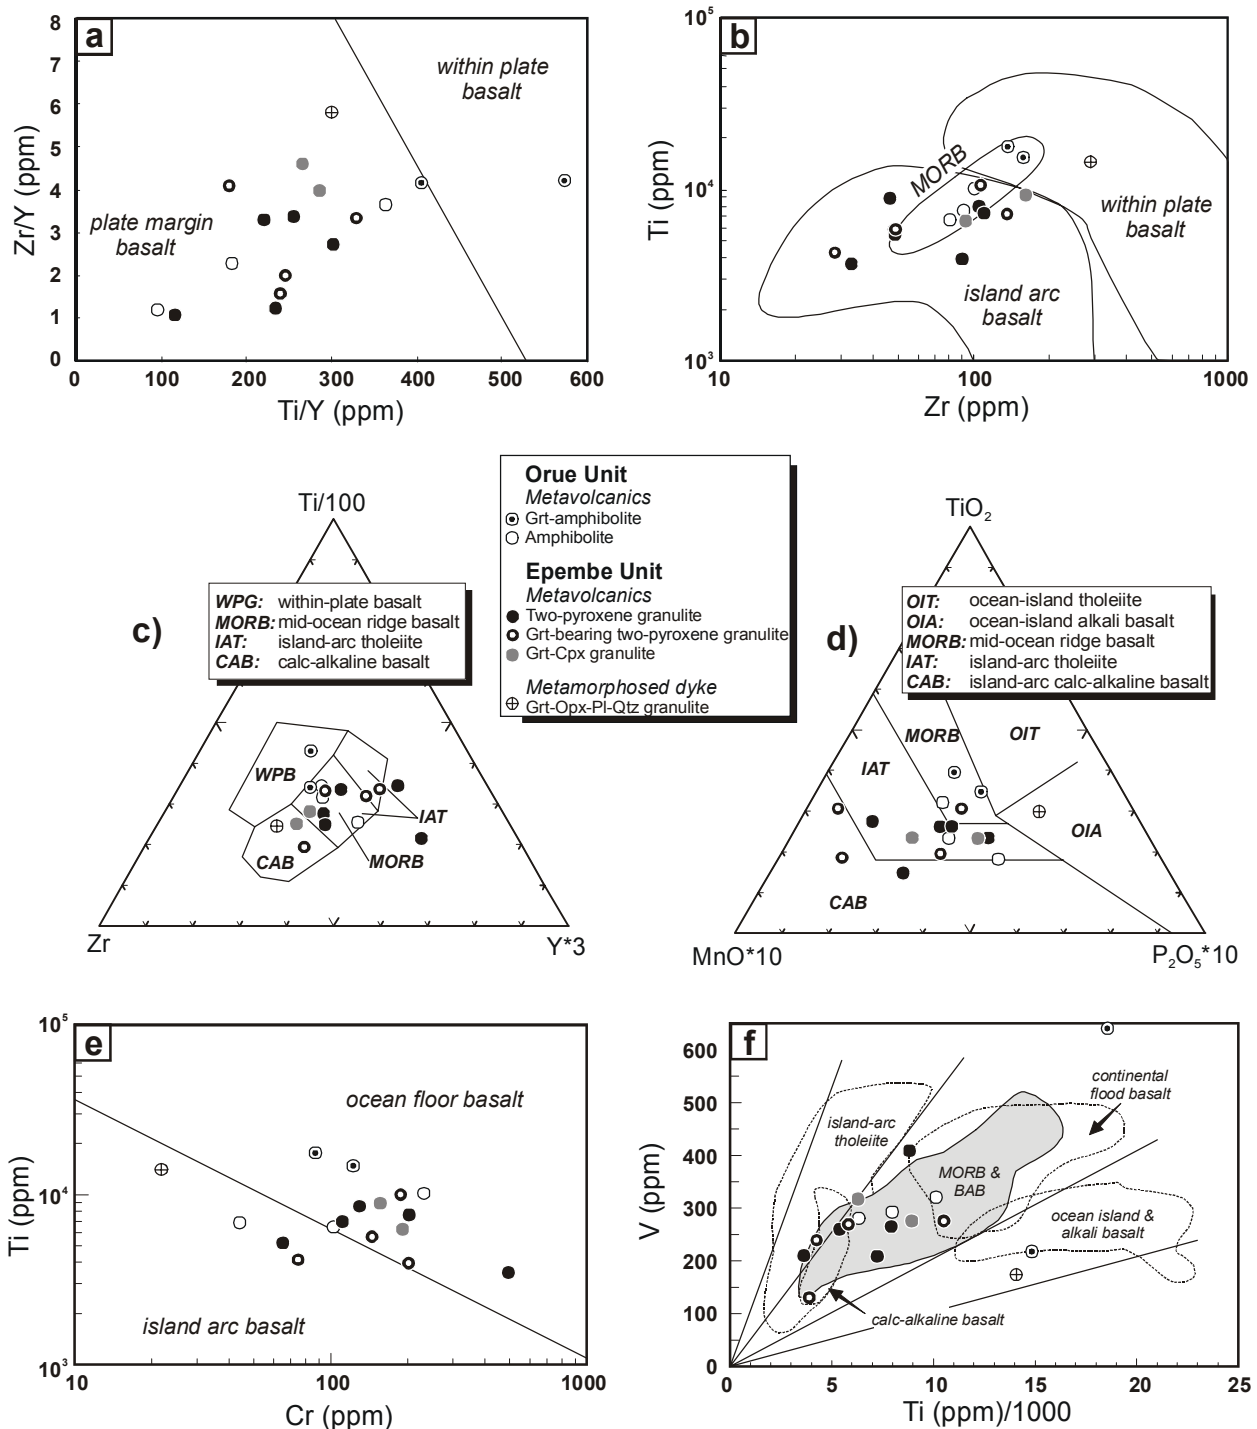 a
8
7
6
5
4
3
2
1
0
Zr/Y (ppm)
within plate
basalt
plate margin
basalt
0
100
200
300
400
500
600
Ti/Y (ppm)
b
10⁵
10⁴
10³
Ti (ppm)
MORB
within plate
basalt
island arc
basalt
10
100
1000
Zr (ppm)
Orue Unit
Metavolcanics
Grt-amphibolite
Amphibolite
Epembe Unit
Metavolcanics
Two-pyroxene granulite
Grt-bearing two-pyroxene granulite
Grt-Cpx granulite
Metamorphosed dyke
Grt-Opx-Pl-Qtz granulite
c)
Ti/100
WPG: within-plate basalt
MORB: mid-ocean ridge basalt
IAT: island-arc tholeiite
CAB: calc-alkaline basalt
WPB
IAT
CAB
MORB
Zr
Y*3
d)
TiO₂
OIT: ocean-island tholeiite
OIA: ocean-island alkali basalt
MORB: mid-ocean ridge basalt
IAT: island-arc tholeiite
CAB: island-arc calc-alkaline basalt
MORB
OIT
IAT
OIA
CAB
MnO*10
P₂O₅*10
e
10⁵
10⁴
10³
Ti (ppm)
ocean floor basalt
island arc basalt
10
100
1000
Cr (ppm)
f
600
500
400
300
200
100
0
V (ppm)
continental
flood basalt
island-arc
tholeiite
MORB &
BAB
ocean island &
alkali basalt
calc-alkaline basalt
0
5
10
15
20
25
Ti (ppm)/1000